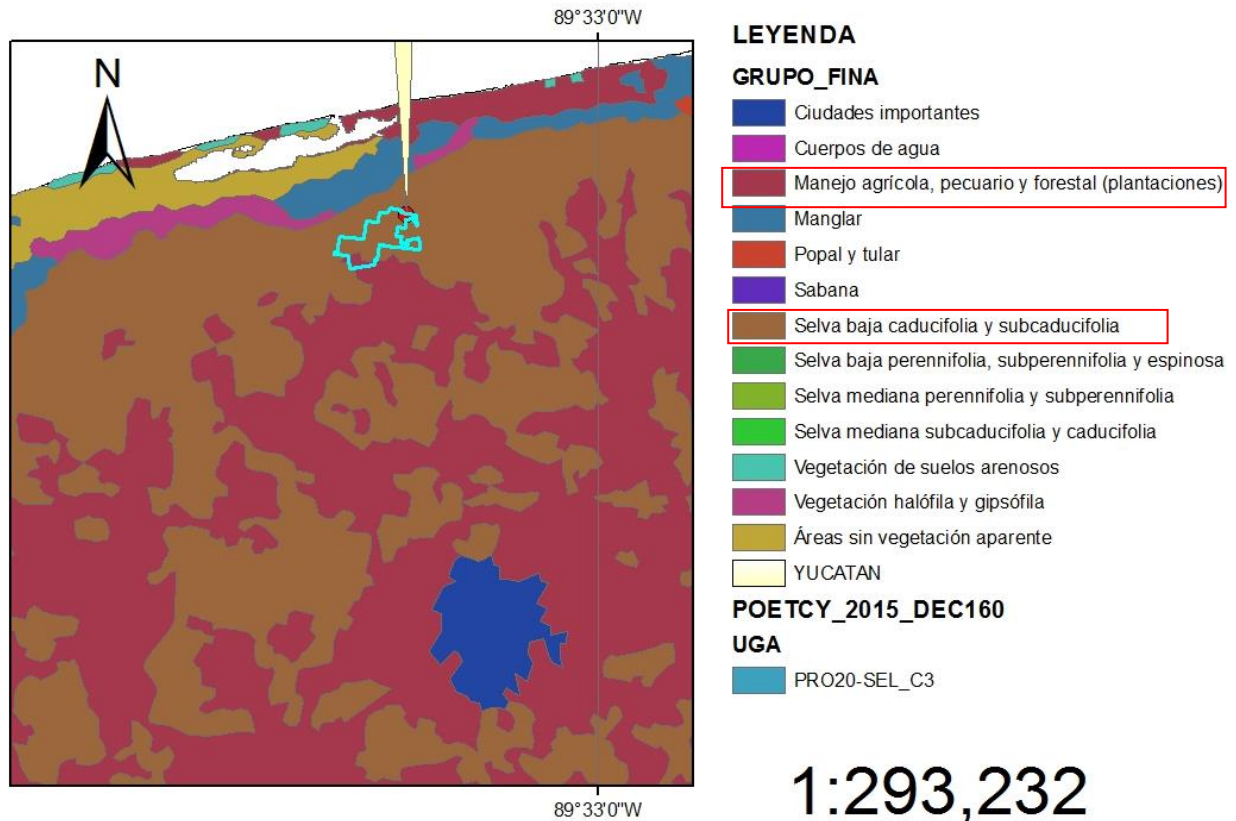 89°33'0"W
N
LEYENDA
GRUPO_FINA
Ciudades importantes
Cuerpos de agua
Manejo agrícola, pecuario y forestal (plantaciones)
Manglar
Popal y tular
Sabana
Selva baja caducifolia y subcaducifolia
Selva baja perennifolia, subperennifolia y espinosa
Selva mediana perennifolia y subperennifolia
Selva mediana subcaducifolia y caducifolia
Vegetación de suelos arenosos
Vegetación halófila y gipsófila
Áreas sin vegetación aparente
YUCATAN
POETCY_2015_DEC160
UGA
PRO20-SEL_C3
89°33'0"W
1:293,232